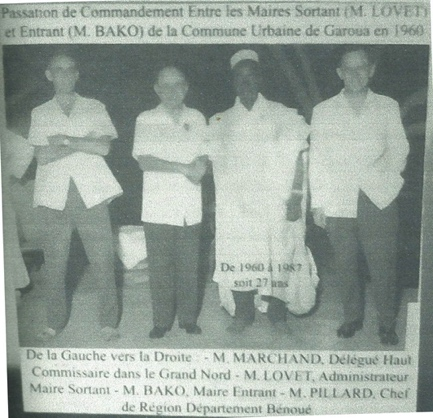 Passation de Commandement Entre les Maires Sortant (M. LOVET)
et Entrant (M. BAKO) de la Commune Urbaine de Garoua en 1960
De 1960 à 1987
soit 27 ans
De la Gauche vers la Droite : - M. MARCHAND, Délégué Haut
Commissaire dans le Grand Nord - M. LOVET, Administrateur
Maire Sortant - M. BAKO, Maire Entrant - M. PILLARD, Chef
de Région Département Bénoué